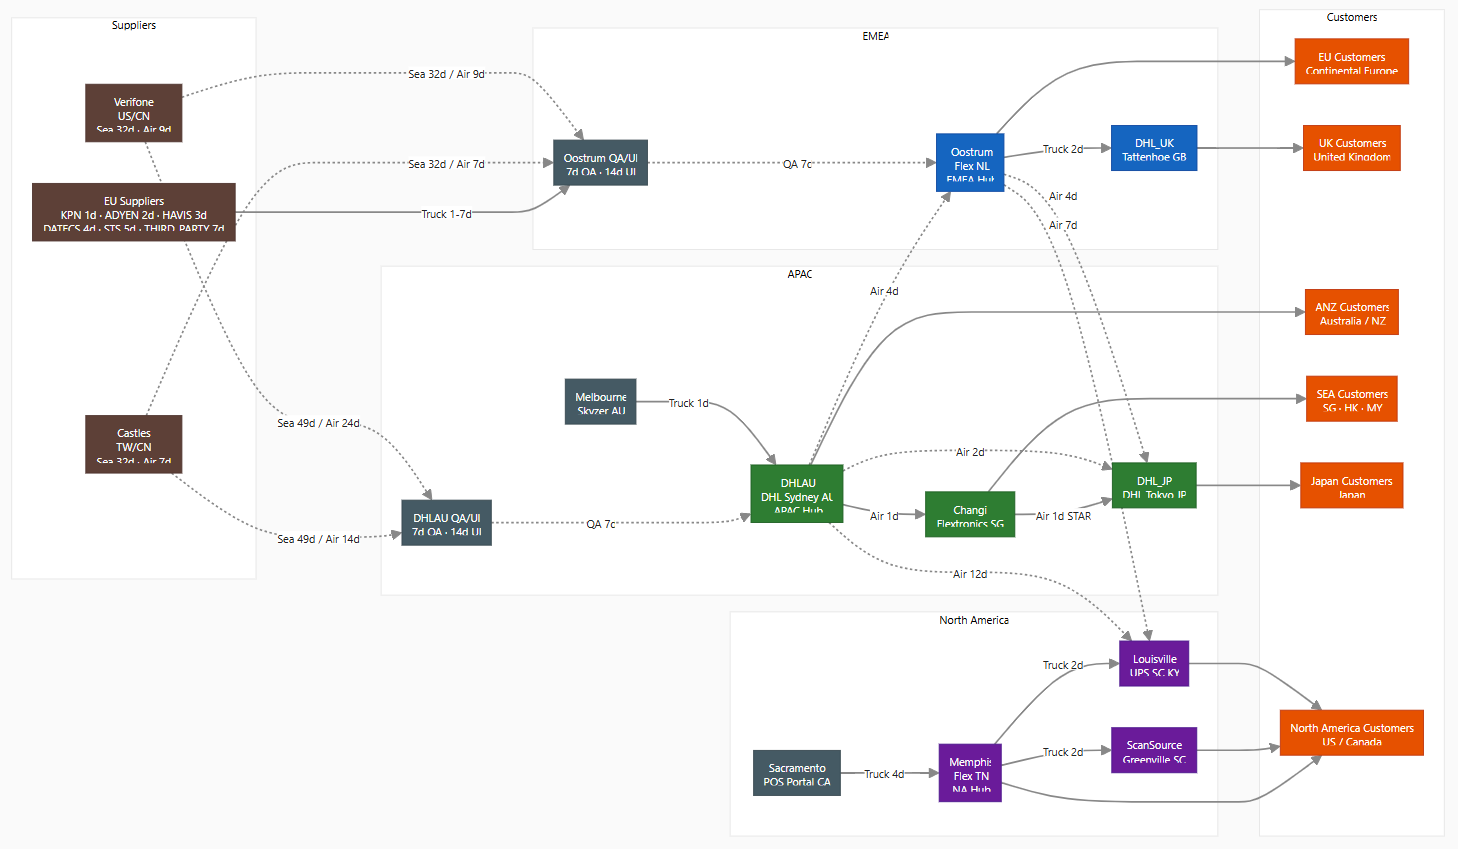 Suppliers
Verifone
US/CN
Sea 32d · Air 9d
EU Suppliers
KPN 1d · ADYEN 2d · HAVIS 3d
DATECS 4d · STS 5d · THIRD_PARTY 7d
Castles
TW/CN
Sea 32d · Air 7d
Sea 32d / Air 9d
Sea 32d / Air 7d
Truck 1-7d
Sea 49d / Air 24d
Sea 49d / Air 14d
EMEA
Oostrum QA/UI
7d QA · 14d UI
QA 7c
Oostrum
Flex NL
EMEA Hub
Truck 2d
DHL_UK
Tattenhoe GB
Air 4d
Air 7d
APAC
Air 4d
Melbourne
Skyzer AU
Truck 1d
DHLAU QA/UI
7d QA · 14d UI
QA 7c
DHLAU
DHL Sydney AU
APAC Hub
Air 2d
Air 1d
Changi
Flextronics SG
Air 1d STAR
DHL_JP
DHL Tokyo JP
Air 12d
North America
Sacramento
POS Portal CA
Truck 4d
Memphis
Flex TN
NA Hub
Truck 2d
Truck 2d
Louisville
UPS SC KY
ScanSource
Greenville SC
Customers
EU Customers
Continental Europe
UK Customers
United Kingdom
ANZ Customers
Australia / NZ
SEA Customers
SG · HK · MY
Japan Customers
Japan
North America Customers
US / Canada